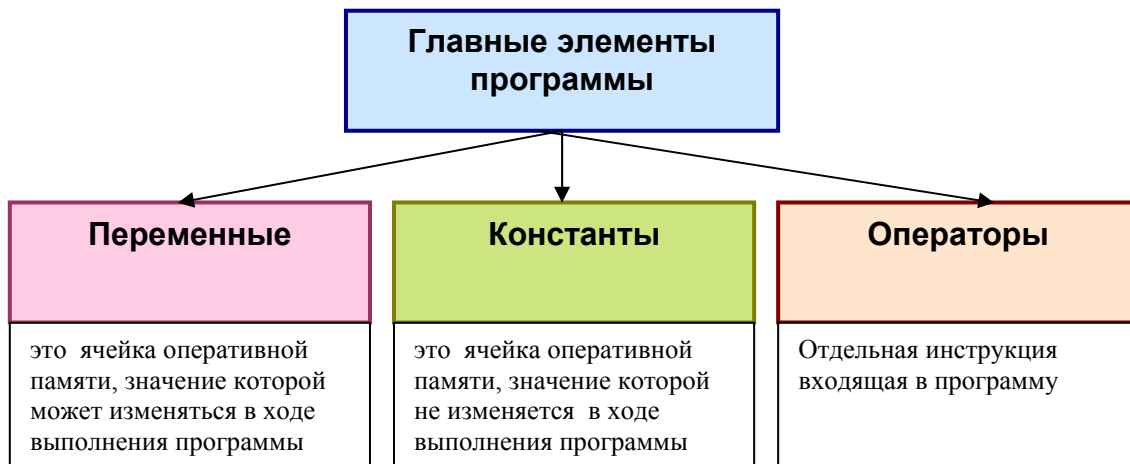 Главные элементы
программы
Переменные
Константы
Операторы
это ячейка оперативной
памяти, значение которой
может изменяться в ходе
выполнения программы
это ячейка оперативной
памяти, значение которой
не изменяется в ходе
выполнения программы
Отдельная инструкция
входящая в программу